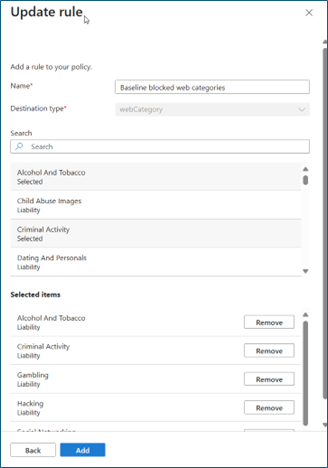 Update rule
Add a rule to your policy.
Name*
Baseline blocked web categories
Destination type*
webCategory
Search
Search
Alcohol And Tobacco
Selected
Child Abuse Images
Liability
Criminal Activity
Selected
Dating And Personals
Liability
Selected items
Alcohol And Tobacco
Liability
Remove
Criminal Activity
Liability
Remove
Gambling
Liability
Remove
Hacking
Liability
Remove
Social Networking
Back
Add